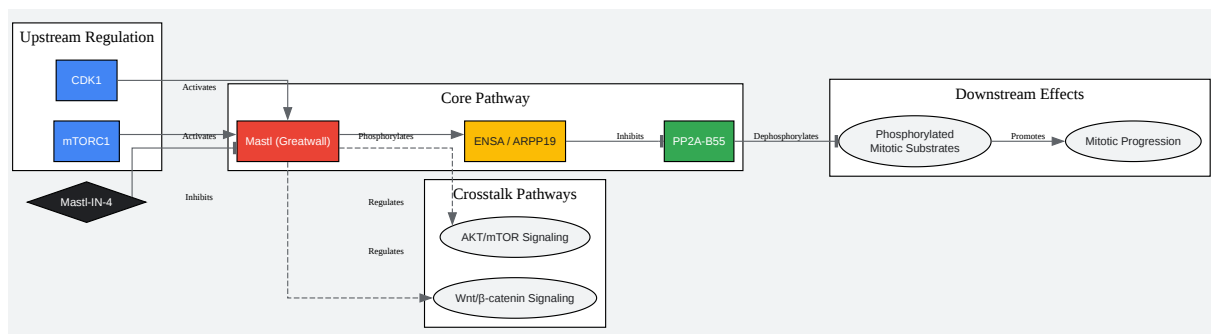 Upstream Regulation
CDK1
Activates
mTORC1
Activates
Mastl-IN-4
Inhibits
Core Pathway
Mastl (Greatwall)
Phosphorylates
ENSA / ARPP19
Inhibits
PP2A-B55
Dephosphorylates
Downstream Effects
Phosphorylated
Mitotic Substrates
Promotes
Mitotic Progression
Crosstalk Pathways
Regulates
AKT/mTOR Signaling
Regulates
Wnt/β-catenin Signaling